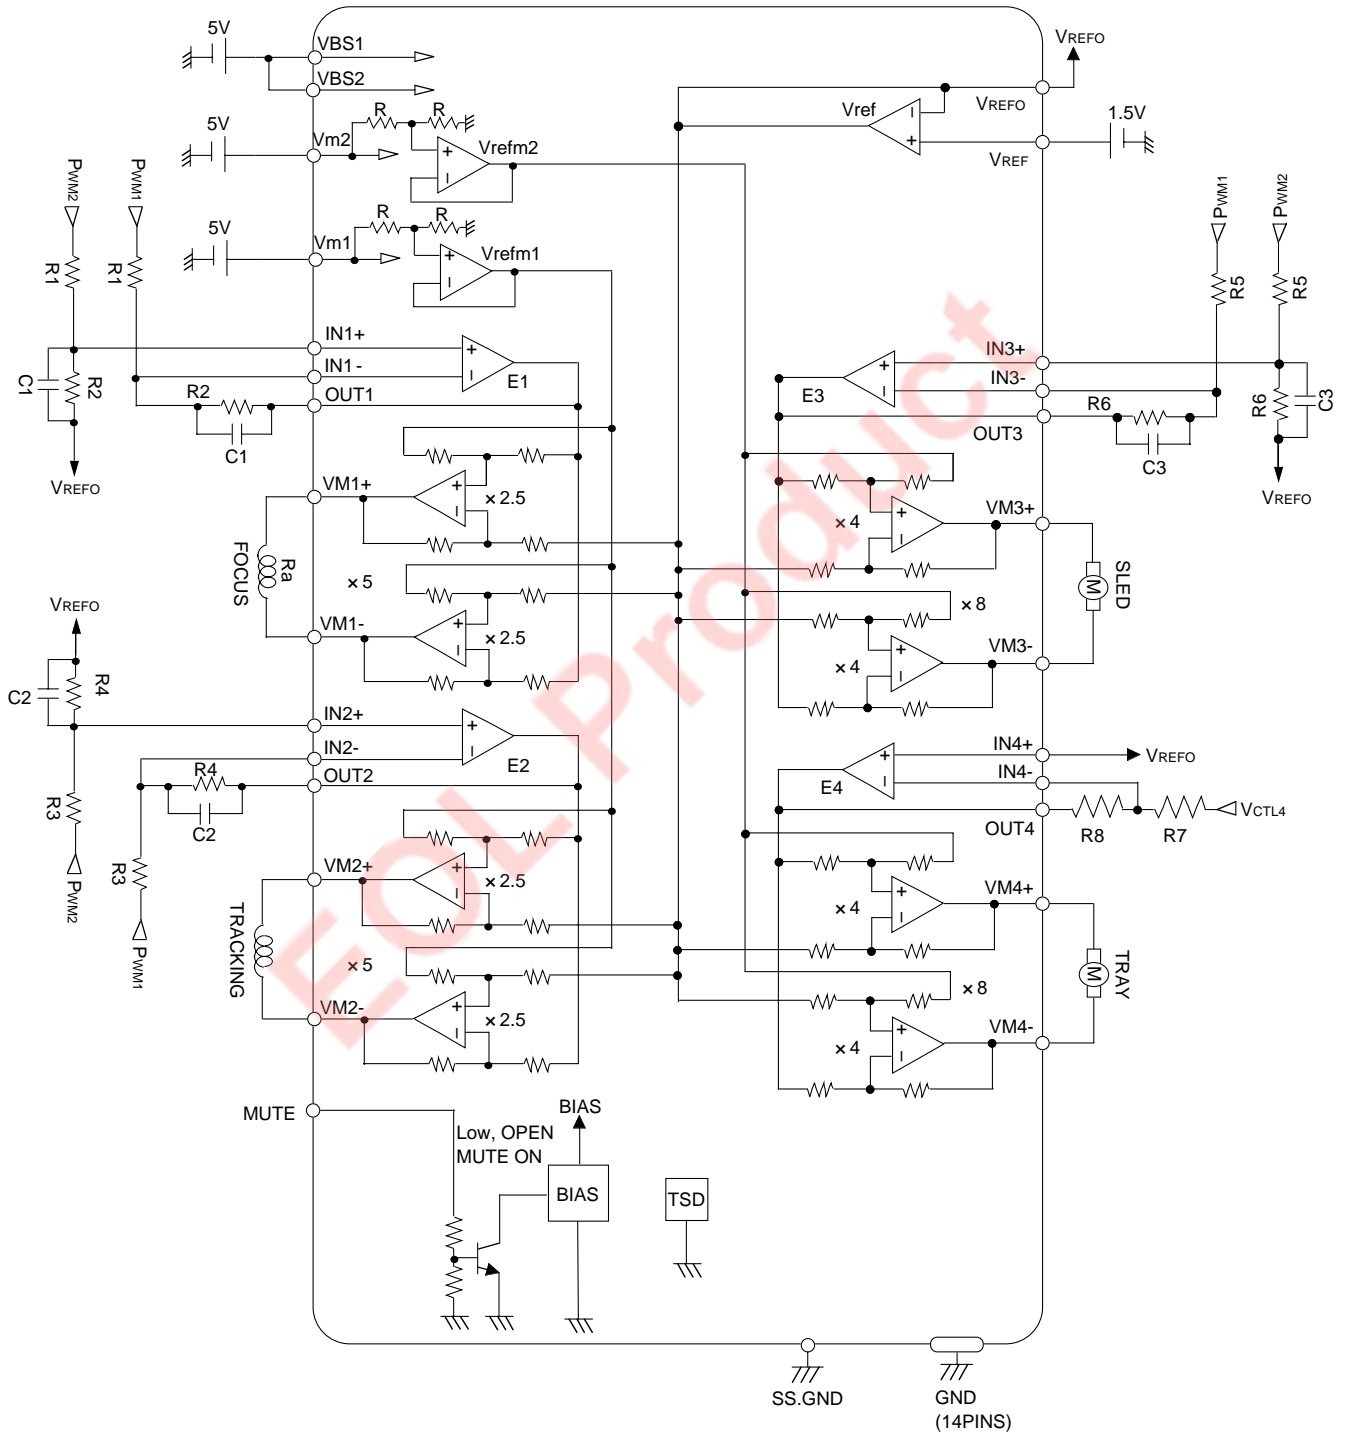 5V
VBS1
VBS2
VREFO
VREFO
Vref
1.5V
VREF
5V
R R
Vm2
Vrefm2
PWM2
PWM1
R1
R1
5V
R R
Vm1
Vrefm1
PWM1
PWM2
R5
R5
IN1+
IN1-
E1
OUT1
C1
R2
R2
C1
VREFO
IN3+
IN3-
E3
OUT3
R6
C3
R6
C3
VREFO
VM1+
×2.5
Ra
FOCUS
×5
VM1-
×2.5
×4
VM3+
SLED
M
×8
×4
VM3-
VREFO
C2
R4
IN2+
IN2-
E2
OUT2
R4
C2
R3
R3
PWM2
PWM1
IN4+
VREFO
IN4-
E4
OUT4
R8
R7
VCTL4
VM2+
×2.5
TRACKING
×5
VM2-
×2.5
×4
VM4+
TRAY
M
×8
×4
VM4-
MUTE
Low, OPEN
MUTE ON
BIAS
BIAS
TSD
SS.GND
GND
(14PINS)
EOL Product